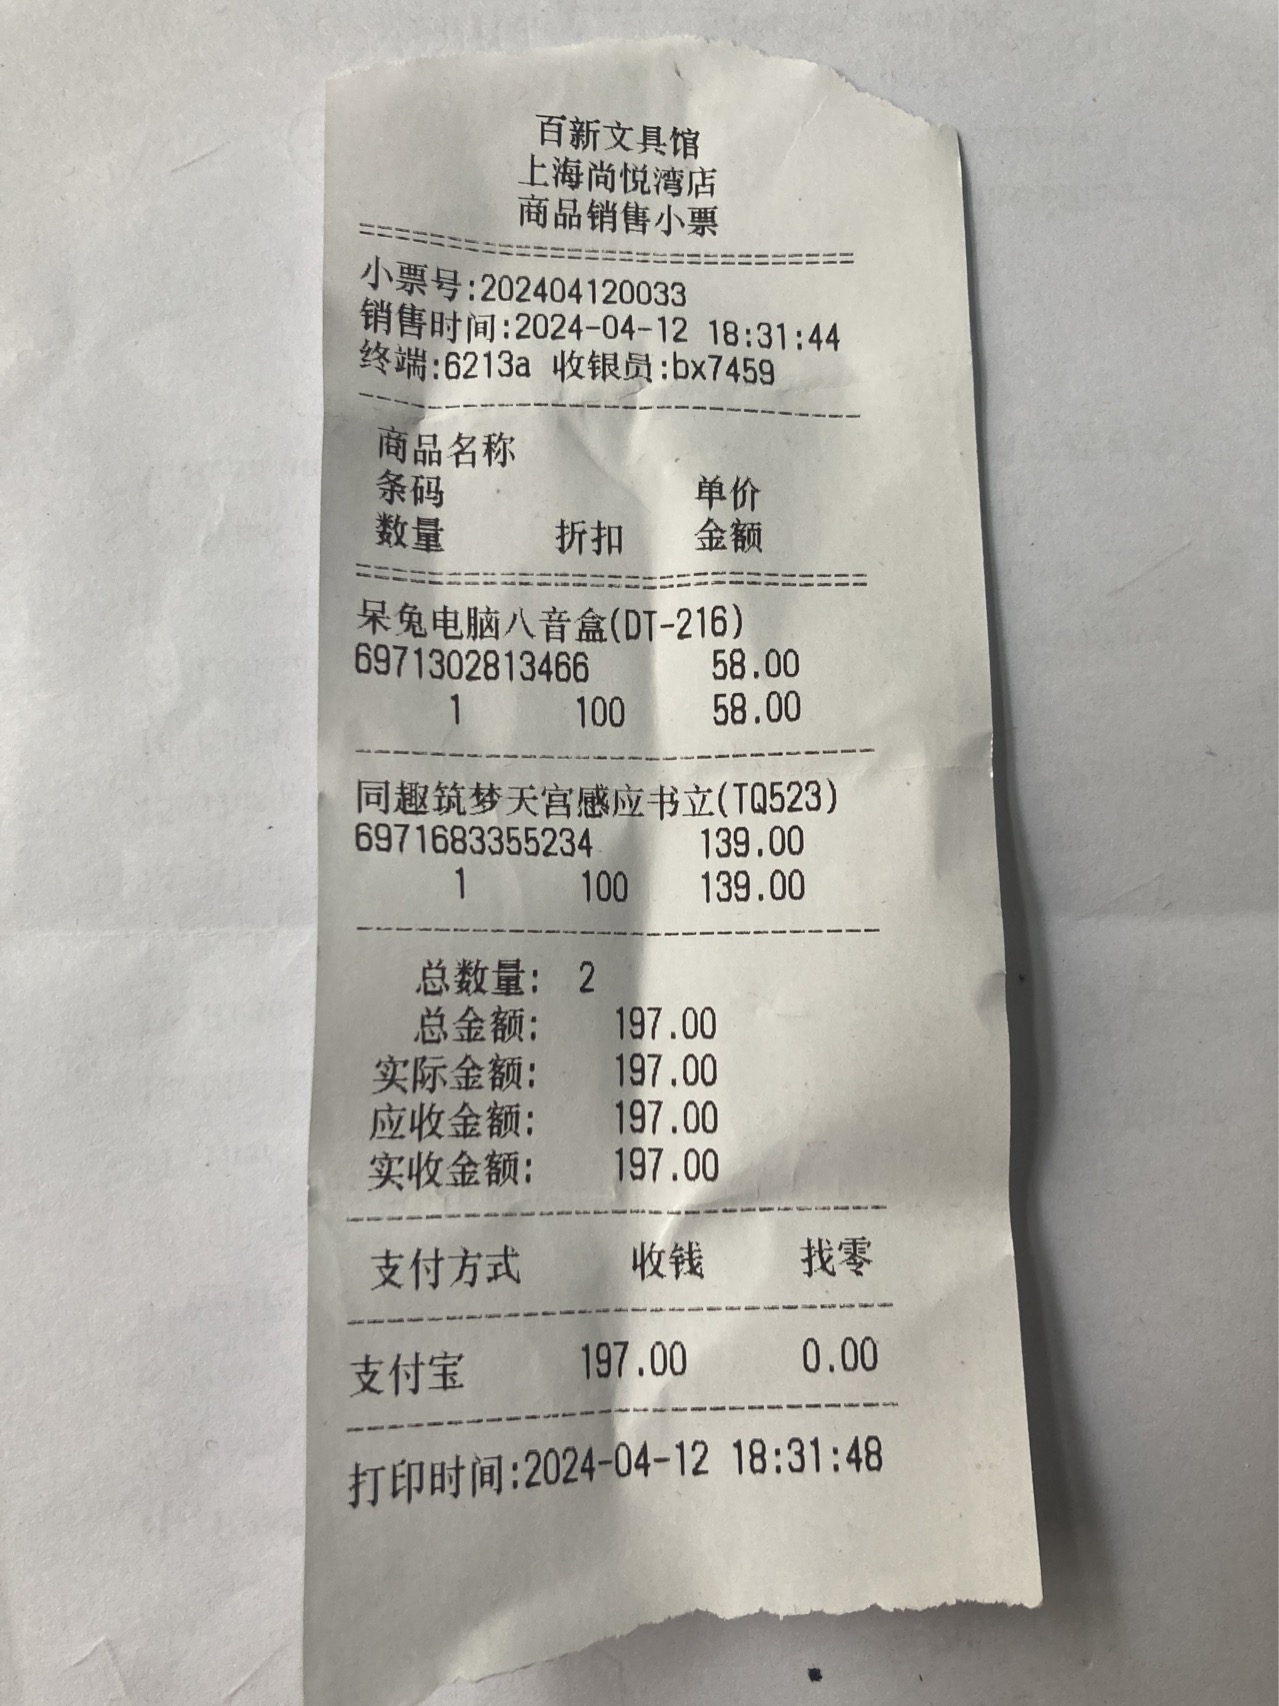 百新文具馆
上海尚悦湾店
商品销售小票
================================
小票号:202404120033
销售时间:2024-04-12 18:31:44
终端:6213a 收银员:bx7459
--------------------------------
商品名称
条码 单价
数量 折扣 金额
================================
呆兔电脑八音盒(DT-216)
6971302813466 58.00
1 100 58.00
--------------------------------
同趣筑梦天宫感应书立(TQ523)
6971683355234 139.00
1 100 139.00
--------------------------------
总数量: 2
总金额: 197.00
实际金额: 197.00
应收金额: 197.00
实收金额: 197.00
--------------------------------
支付方式 收钱 找零
--------------------------------
支付宝 197.00 0.00
--------------------------------
打印时间:2024-04-12 18:31:48